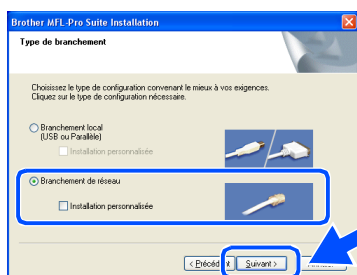 Brother MFL-Pro Suite Installation
Type de branchement
Choisissez le type de configuration convenant le mieux à vos exigences.
Cliquez sur le type de configuration nécessaire.
Branchement local
(USB ou Parallèle)
Installation personnalisée
Branchement de réseau
Installation personnalisée
< Précédent Suivant >